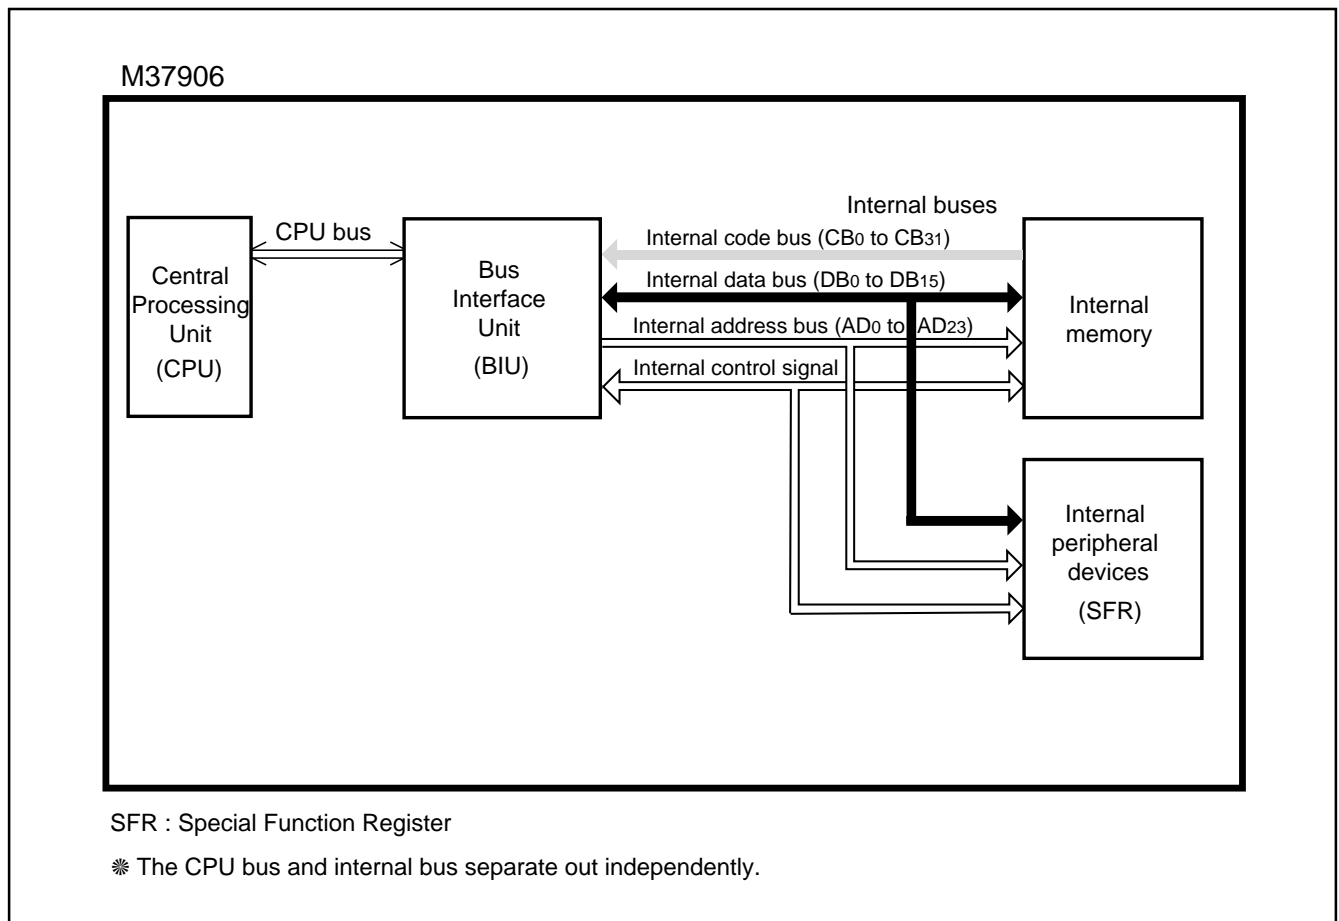 M37906
Central
Processing
Unit
(CPU)
CPU bus
Bus
Interface
Unit
(BIU)
Internal buses
Internal code bus (CB0 to CB31)
Internal data bus (DB0 to DB15)
Internal address bus (AD0 to AD23)
Internal control signal
Internal
memory
Internal
peripheral
devices
(SFR)
SFR : Special Function Register
❋ The CPU bus and internal bus separate out independently.